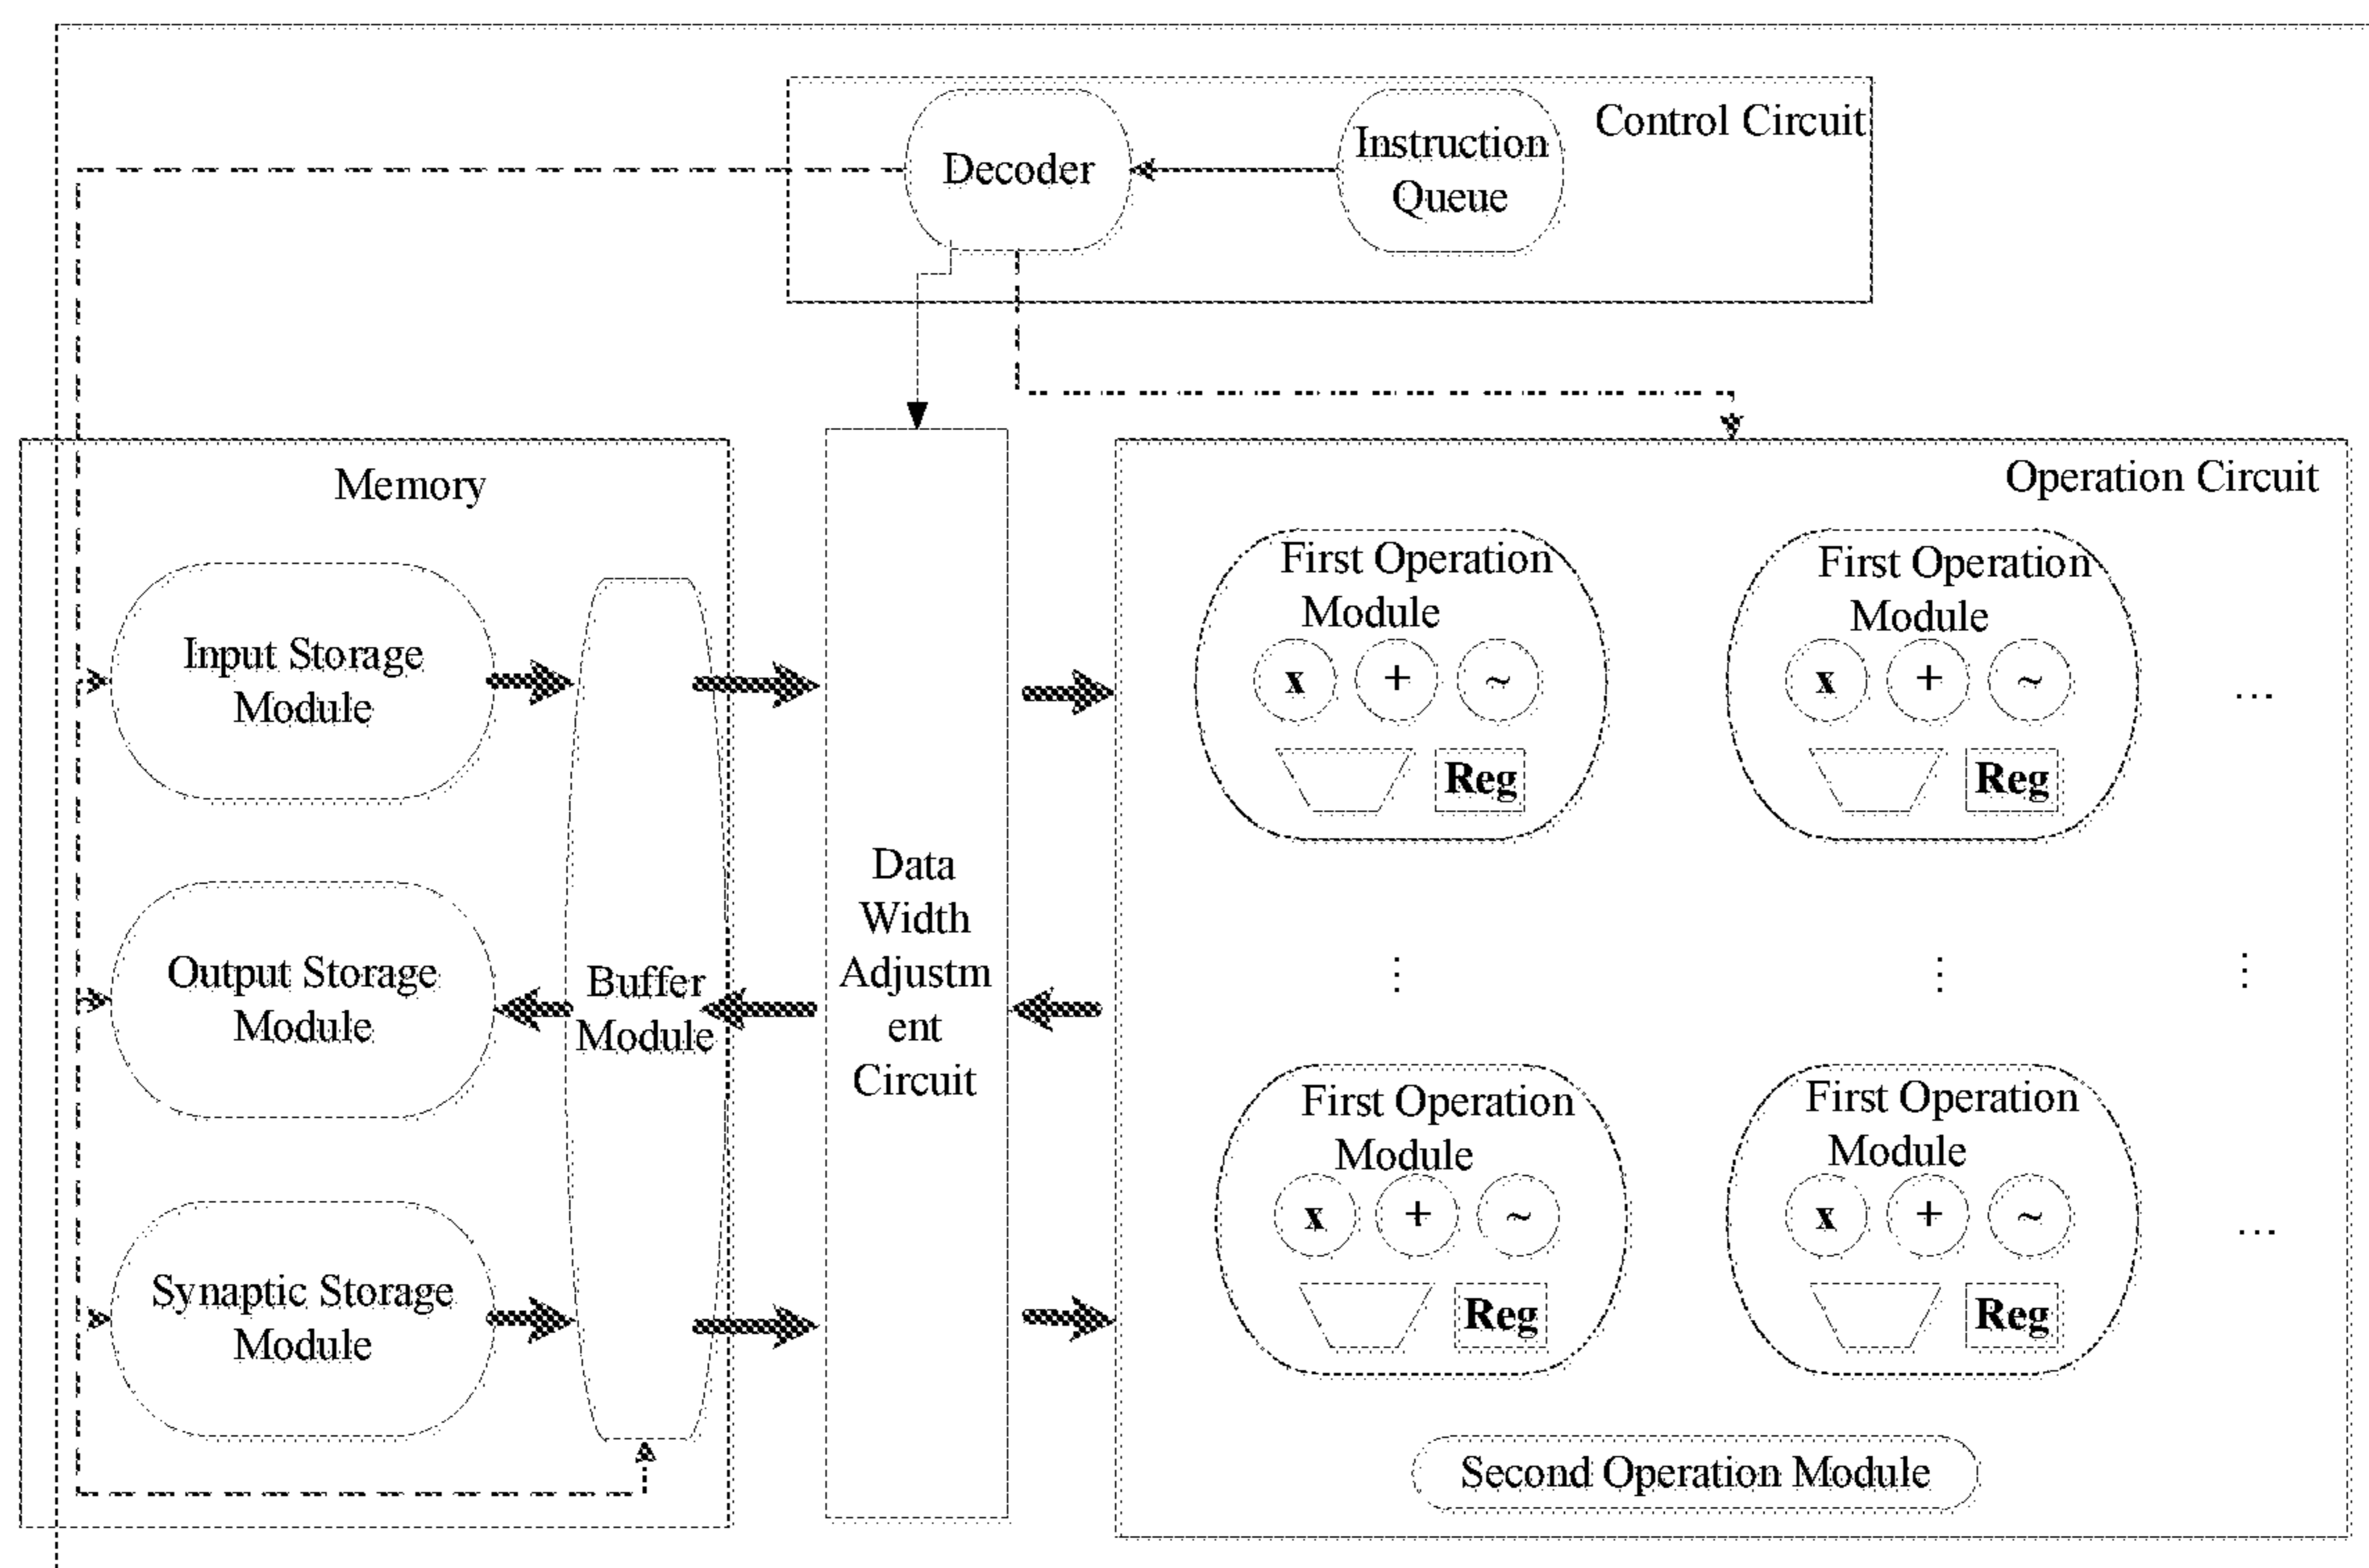 Control Circuit
Decoder
Instruction
Queue
Memory
Input Storage
Module
Output Storage
Module
Synaptic Storage
Module
Buffer
Module
Data
Width
Adjustm
ent
Circuit
Operation Circuit
First Operation
Module
x + ~
Reg
First Operation
Module
x + ~
Reg
...
⋮ ⋮ ⋮
First Operation
Module
x + ~
Reg
First Operation
Module
x + ~
Reg
...
Second Operation Module